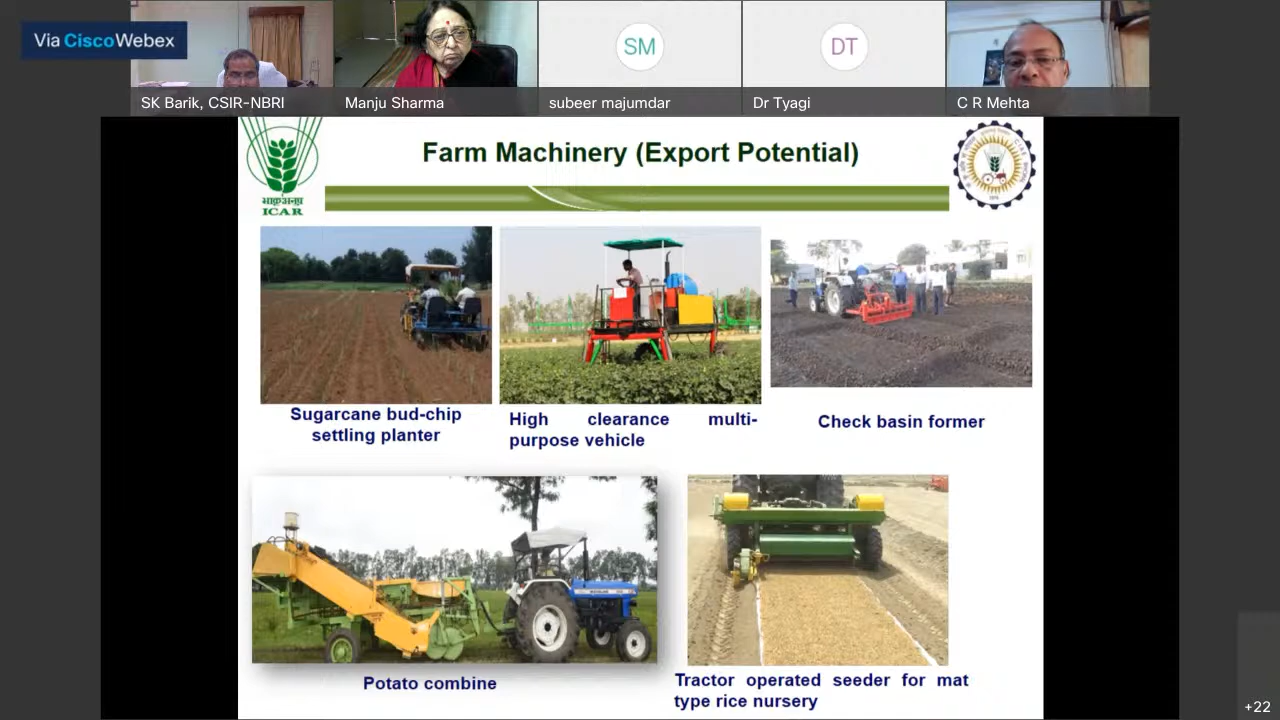 Via Cisco Webex
SM
DT
SK Barik, CSIR-NBRI
Manju Sharma
subeer majumdar
Dr Tyagi
C R Mehta
Farm Machinery (Export Potential)
भाकृअनुप
ICAR
Sugarcane bud-chip
settling planter
High clearance multi-
purpose vehicle
Check basin former
Potato combine
Tractor operated seeder for mat
type rice nursery
+22